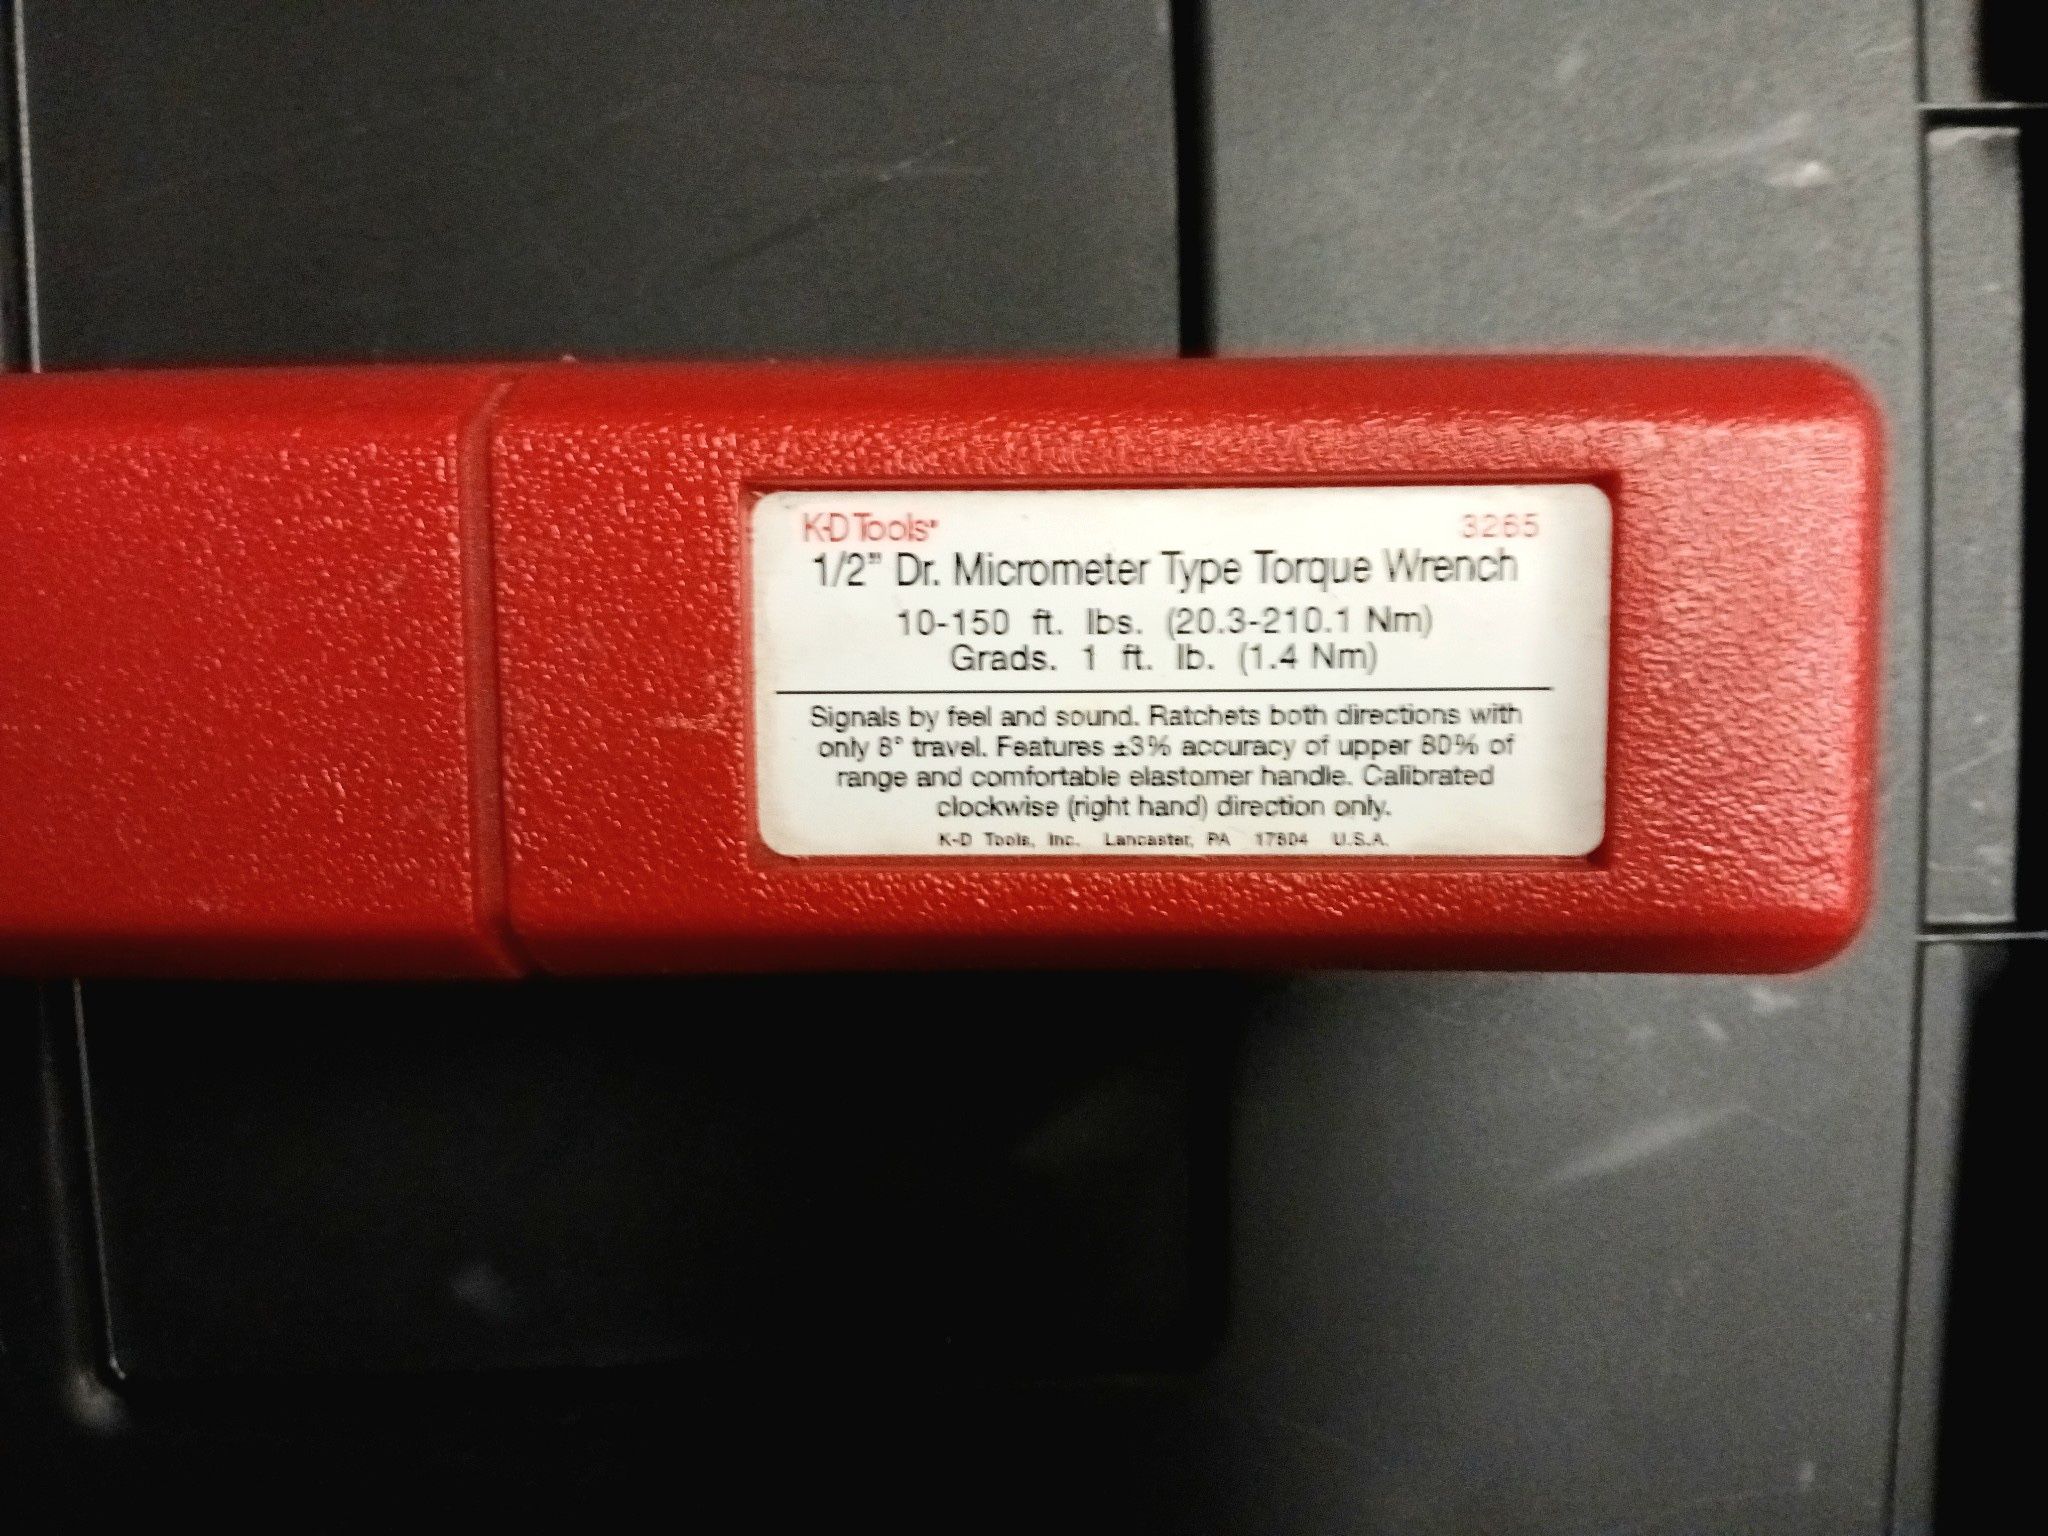 K-D Tools® 3265
1/2" Dr. Micrometer Type Torque Wrench
10-150 ft. lbs. (20.3-210.1 Nm)
Grads. 1 ft. lb. (1.4 Nm)
Signals by feel and sound. Ratchets both directions with
only 8° travel. Features ±3% accuracy of upper 80% of
range and comfortable elastomer handle. Calibrated
clockwise (right hand) direction only.
K-D Tools, Inc. Lancaster, PA 17604 U.S.A.